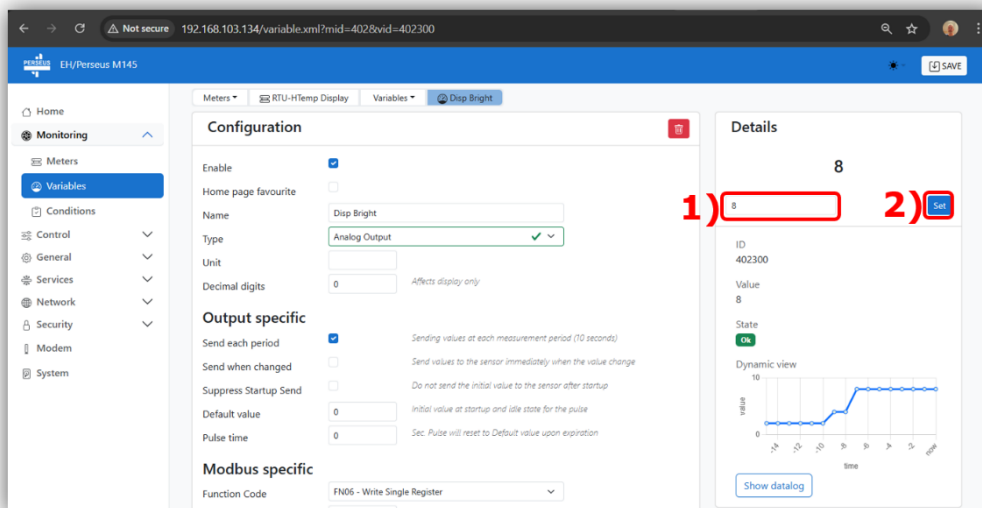 Not secure 192.168.103.134/variable.xml?mid=402&vid=402300
PERSEUS EH/Perseus M145 SAVE
Meters RTU-HTemp Display Variables Disp Bright
Home
Monitoring
Meters
Variables
Conditions
Control
General
Services
Network
Security
Modem
System
Configuration
Enable
Home page favourite
Name Disp Bright
Type Analog Output
Unit
Decimal digits 0 Affects display only
Output specific
Send each period Sending values at each measurement period (10 seconds)
Send when changed Send values to the sensor immediately when the value change
Suppress Startup Send Do not send the initial value to the sensor after startup
Default value 0 Initial value at startup and idle state for the pulse
Pulse time 0 Sec. Pulse will reset to Default value upon expiration
Modbus specific
Function Code FN06 - Write Single Register
Details
8
1) 8 2) Set
ID
402300
Value
8
State
Ok
Dynamic view
10
value
0
-14 -12 -10 -8 -6 -4 -2 now
time
Show datalog